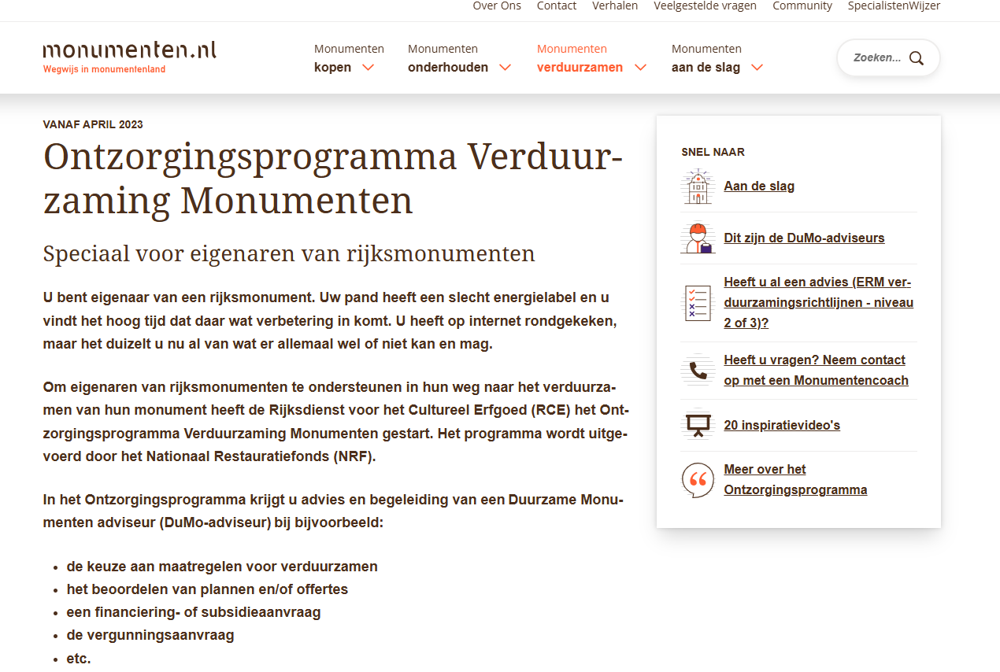 Over Ons Contact Verhalen Veelgestelde vragen Community SpecialistenWijzer
monumenten.nl
Wegwijs in monumentenland
Monumenten
kopen
Monumenten
onderhouden
Monumenten
verduurzamen
Monumenten
aan de slag
Zoeken...
VANAF APRIL 2023
Ontzorgingsprogramma Verduur-
zaming Monumenten
Speciaal voor eigenaren van rijksmonumenten
U bent eigenaar van een rijksmonument. Uw pand heeft een slecht energielabel en u
vindt het hoog tijd dat daar wat verbetering in komt. U heeft op internet rondgekeken,
maar het duizelt u nu al van wat er allemaal wel of niet kan en mag.
Om eigenaren van rijksmonumenten te ondersteunen in hun weg naar het verduurza-
men van hun monument heeft de Rijksdienst voor het Cultureel Erfgoed (RCE) het Ont-
zorgingsprogramma Verduurzaming Monumenten gestart. Het programma wordt uitge-
voerd door het Nationaal Restauratiefonds (NRF).
In het Ontzorgingsprogramma krijgt u advies en begeleiding van een Duurzame Monu-
menten adviseur (DuMo-adviseur) bij bijvoorbeeld:
• de keuze aan maatregelen voor verduurzamen
• het beoordelen van plannen en/of offertes
• een financiering- of subsidieaanvraag
• de vergunningsaanvraag
• etc.
SNEL NAAR
Aan de slag
Dit zijn de DuMo-adviseurs
Heeft u al een advies (ERM ver-
duurzamingsrichtlijnen - niveau
2 of 3)?
Heeft u vragen? Neem contact
op met een Monumentencoach
20 inspiratievideo's
Meer over het
Ontzorgingsprogramma